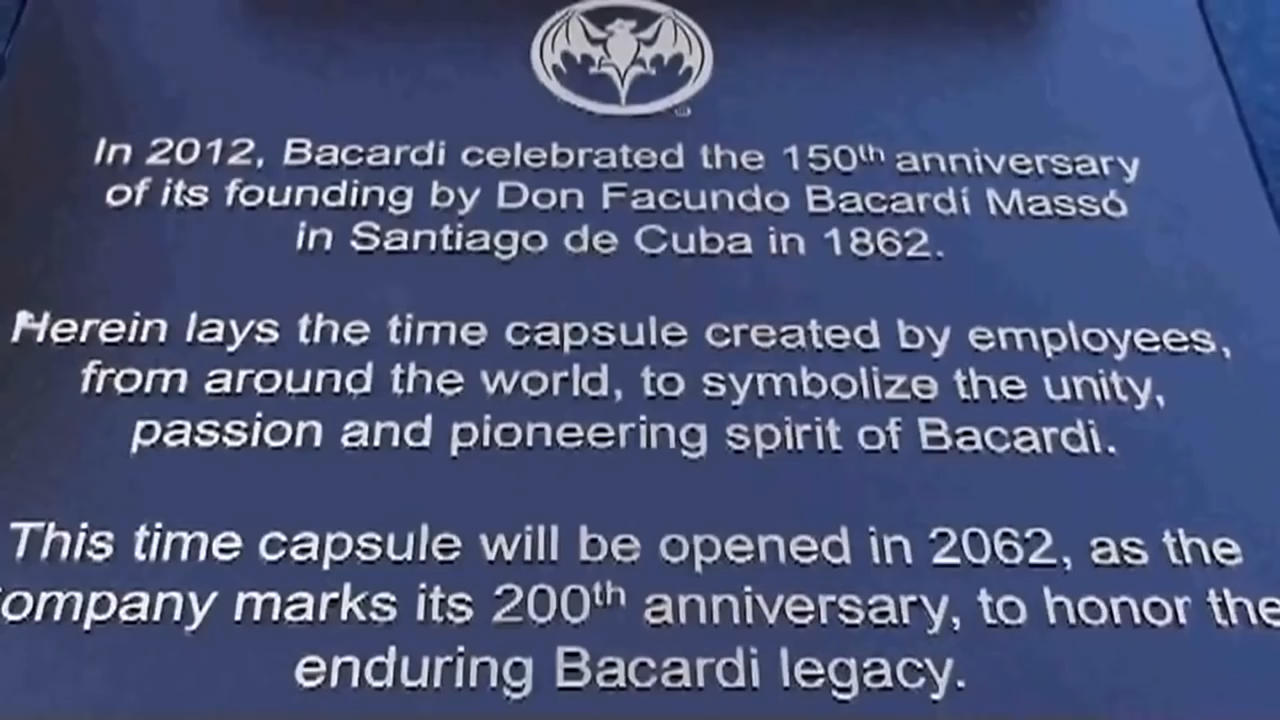 In 2012, Bacardi celebrated the 150th anniversary
of its founding by Don Facundo Bacardí Massó
in Santiago de Cuba in 1862.
Herein lays the time capsule created by employees,
from around the world, to symbolize the unity,
passion and pioneering spirit of Bacardi.
This time capsule will be opened in 2062, as the
ompany marks its 200th anniversary, to honor the
enduring Bacardi legacy.